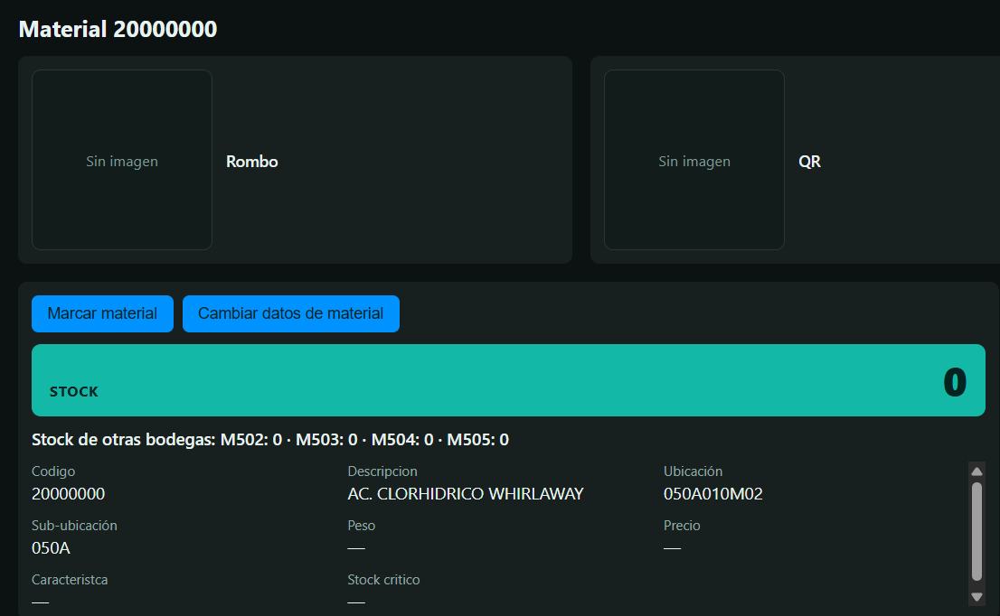 Material 20000000
Sin imagen
Rombo
Sin imagen
QR
Marcar material
Cambiar datos de material
STOCK
0
Stock de otras bodegas: M502: 0 · M503: 0 · M504: 0 · M505: 0
Codigo
20000000
Descripcion
AC. CLORHIDRICO WHIRLAWAY
Ubicación
050A010M02
Sub-ubicación
050A
Peso
—
Precio
—
Caracteristca
—
Stock critico
—